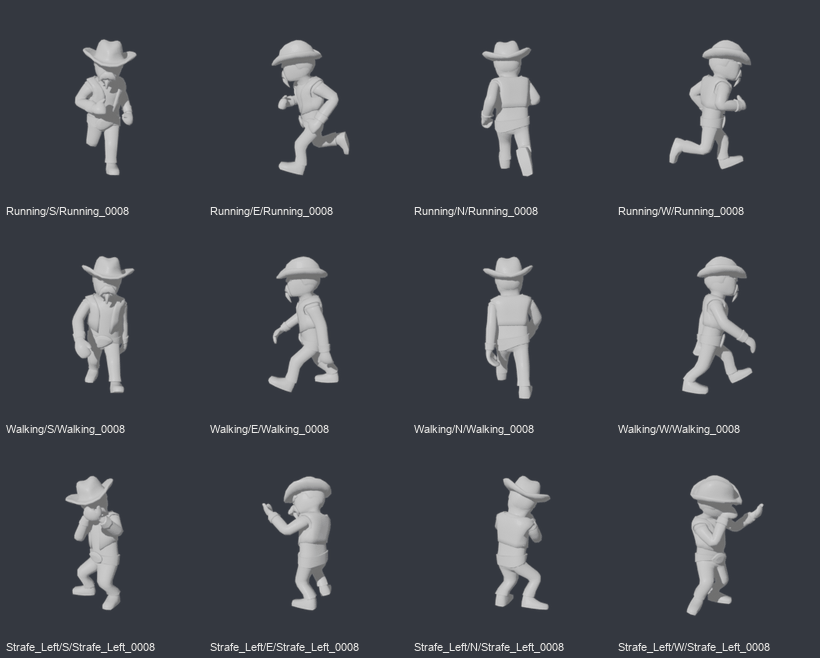 Running/S/Running_0008
Running/E/Running_0008
Running/N/Running_0008
Running/W/Running_0008
Walking/S/Walking_0008
Walking/E/Walking_0008
Walking/N/Walking_0008
Walking/W/Walking_0008
Strafe_Left/S/Strafe_Left_0008
Strafe_Left/E/Strafe_Left_0008
Strafe_Left/N/Strafe_Left_0008
Strafe_Left/W/Strafe_Left_0008